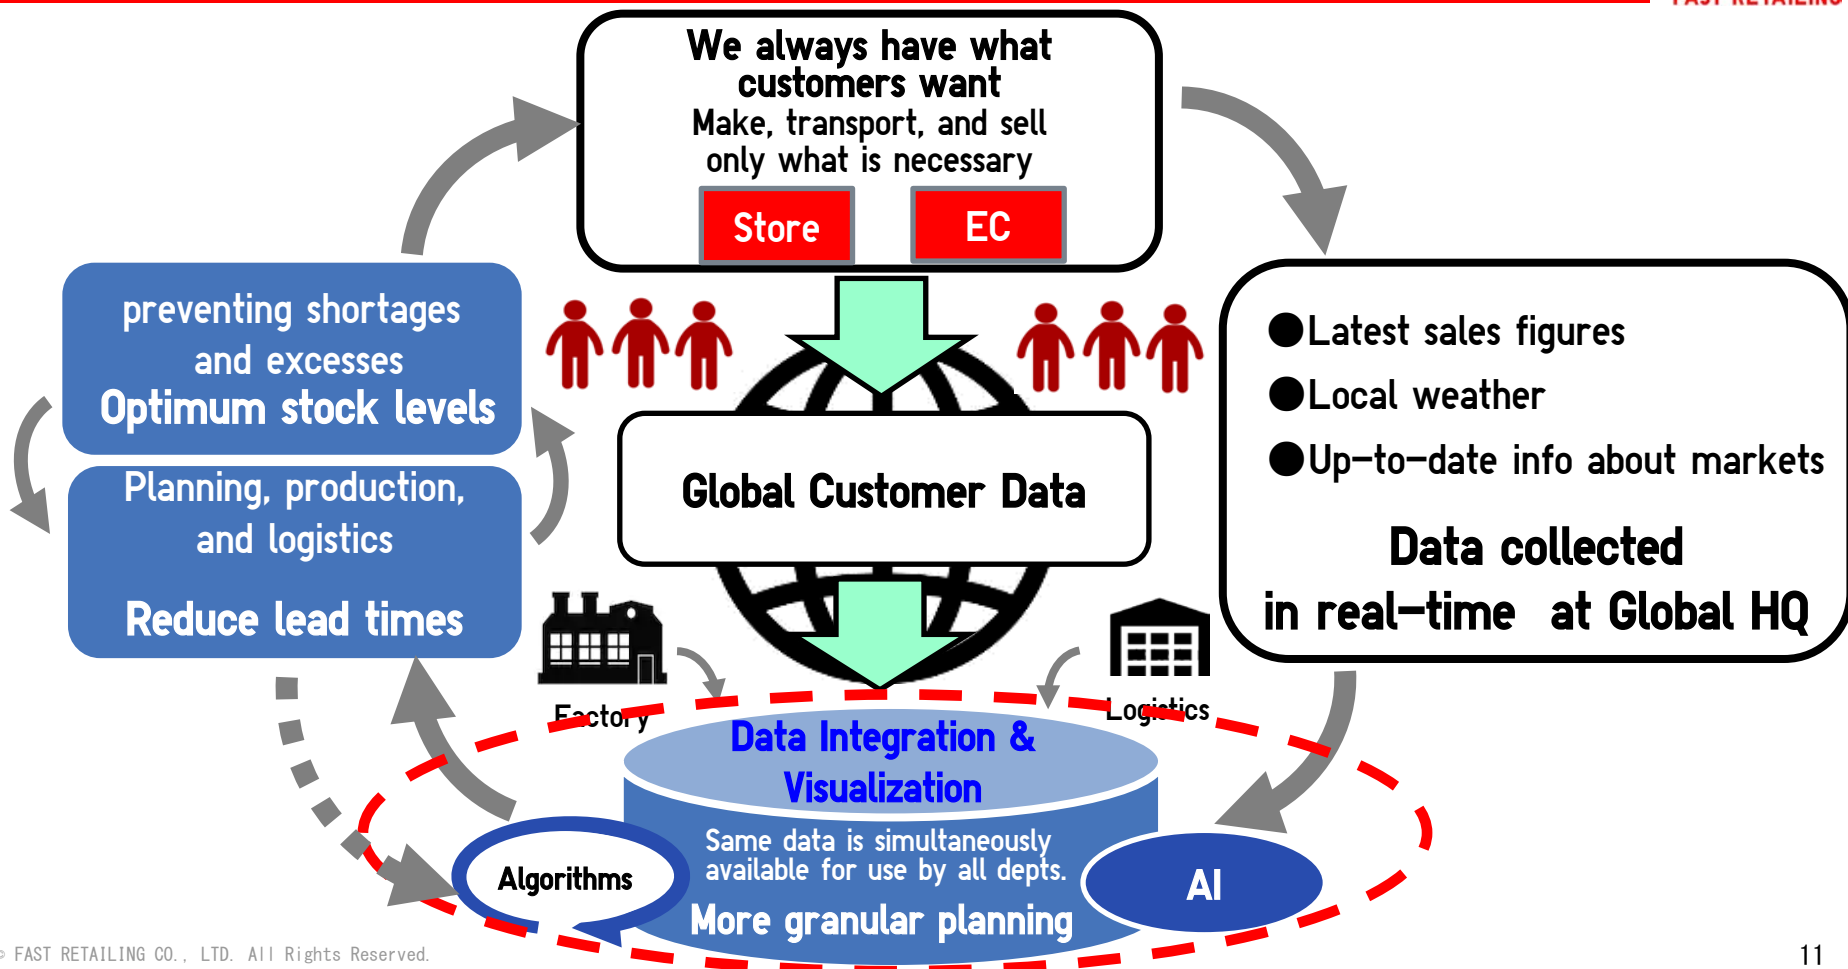 FAST RETAILING
We always have what
customers want
Make, transport, and sell
only what is necessary
Store
EC
preventing shortages
and excesses
Optimum stock levels
Planning, production,
and logistics
Reduce lead times
Global Customer Data
●Latest sales figures
●Local weather
●Up-to-date info about markets
Data collected
in real-time at Global HQ
Factory
Logistics
Data Integration &
Visualization
Same data is simultaneously
available for use by all depts.
More granular planning
Algorithms
AI
© FAST RETAILING CO., LTD. All Rights Reserved.
11